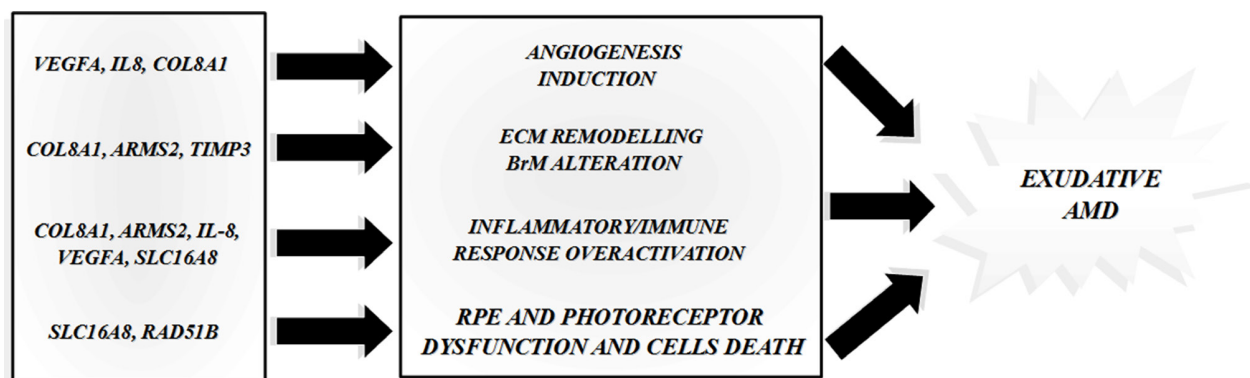 VEGFA, IL8, COL8A1
COL8A1, ARMS2, TIMP3
COL8A1, ARMS2, IL-8,
VEGFA, SLC16A8
SLC16A8, RAD51B
ANGIOGENESIS
INDUCTION
ECM REMODELLING
BrM ALTERATION
INFLAMMATORY/IMMUNE
RESPONSE OVERACTIVATION
RPE AND PHOTORECEPTOR
DYSFUNCTION AND CELLS DEATH
EXUDATIVE
AMD